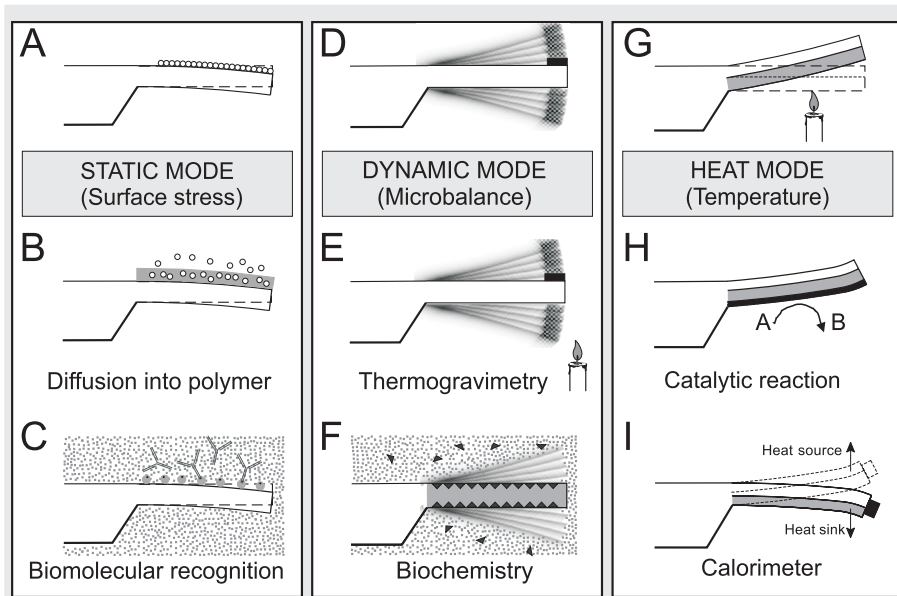 A
STATIC MODE
(Surface stress)
B
Diffusion into polymer
C
Biomolecular recognition
D
DYNAMIC MODE
(Microbalance)
E
Thermogravimetry
F
Biochemistry
G
HEAT MODE
(Temperature)
H
A B
Catalytic reaction
I
Heat source
Heat sink
Calorimeter